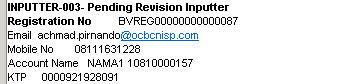 INPUTTER-003- Pending Revision Inputter
Registration No BVREG00000000000087
Email achmad.pirnando@ocbcnisp.com
Mobile No 08111631228
Account Name NAMA1 10810000157
KTP 0000921928091